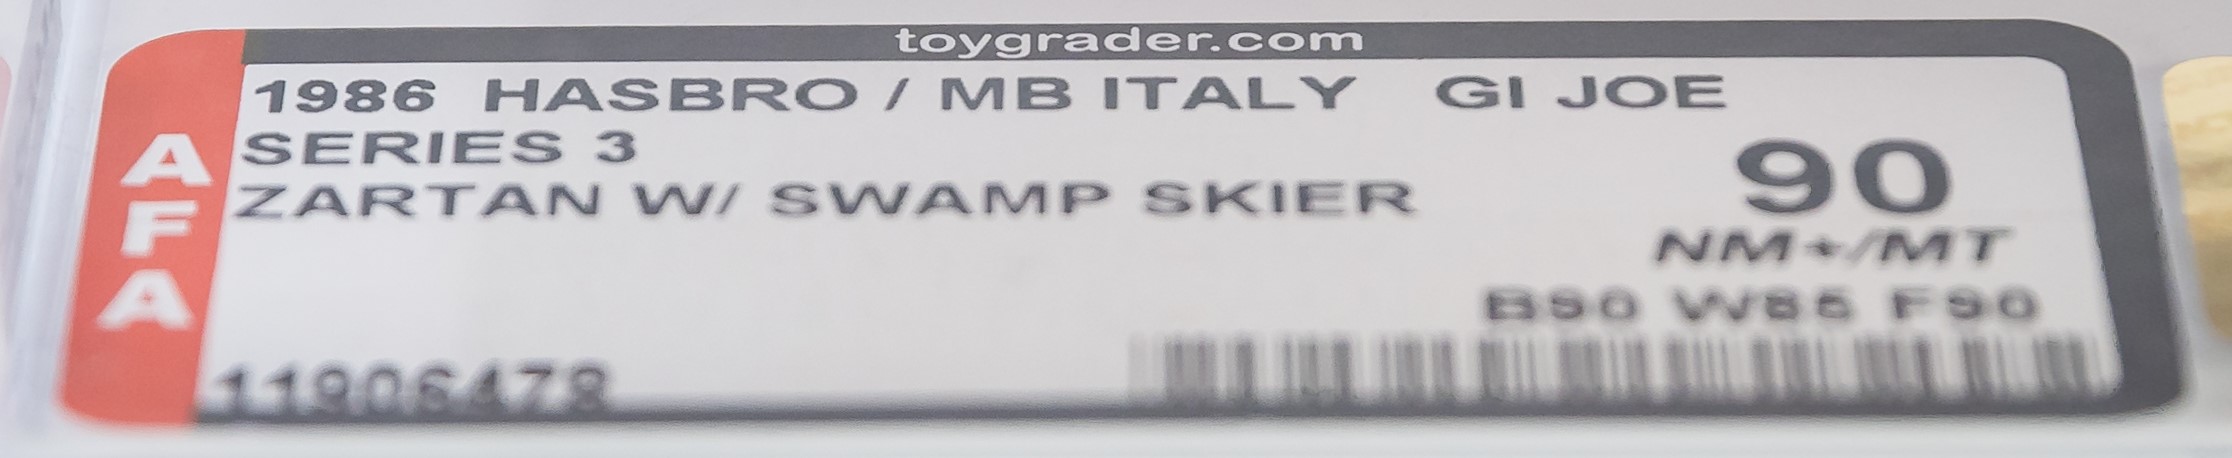 toygrader.com
AFA
1986 HASBRO / MB ITALY GI JOE
SERIES 3
ZARTAN W/ SWAMP SKIER
90
NM+/MT
B90 W85 F90
11906478